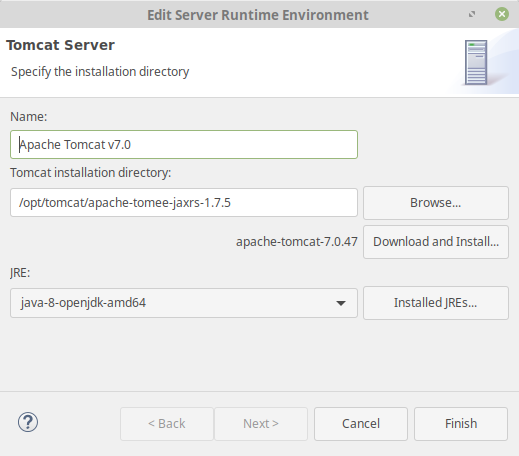 Edit Server Runtime Environment
Tomcat Server
Specify the installation directory
Name:
Apache Tomcat v7.0
Tomcat installation directory:
/opt/tomcat/apache-tomee-jaxrs-1.7.5
Browse...
apache-tomcat-7.0.47
Download and Install...
JRE:
java-8-openjdk-amd64
Installed JREs...
?
< Back
Next >
Cancel
Finish